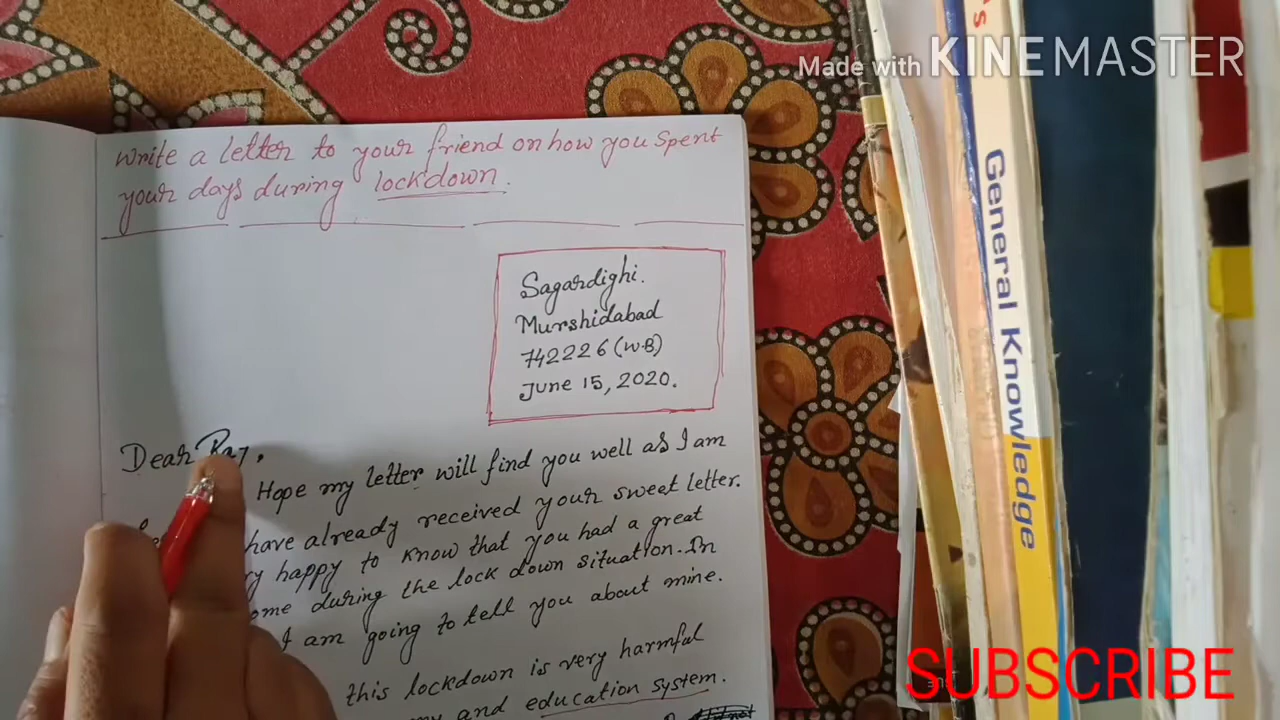 Made with KINEMASTER
write a letter to your friend on how you spent
your days during lockdown.
Sagardighi.
Murshidabad
742226 (W.B)
June 15, 2020.
Dear Raj,
Hope my letter will find you well as I am
have already received your sweet letter.
happy to know that you had a great
during the lock down situation. In
I am going to tell you about mine.
this lockdown is very harmful
and education system.
General Knowledge
SUBSCRIBE